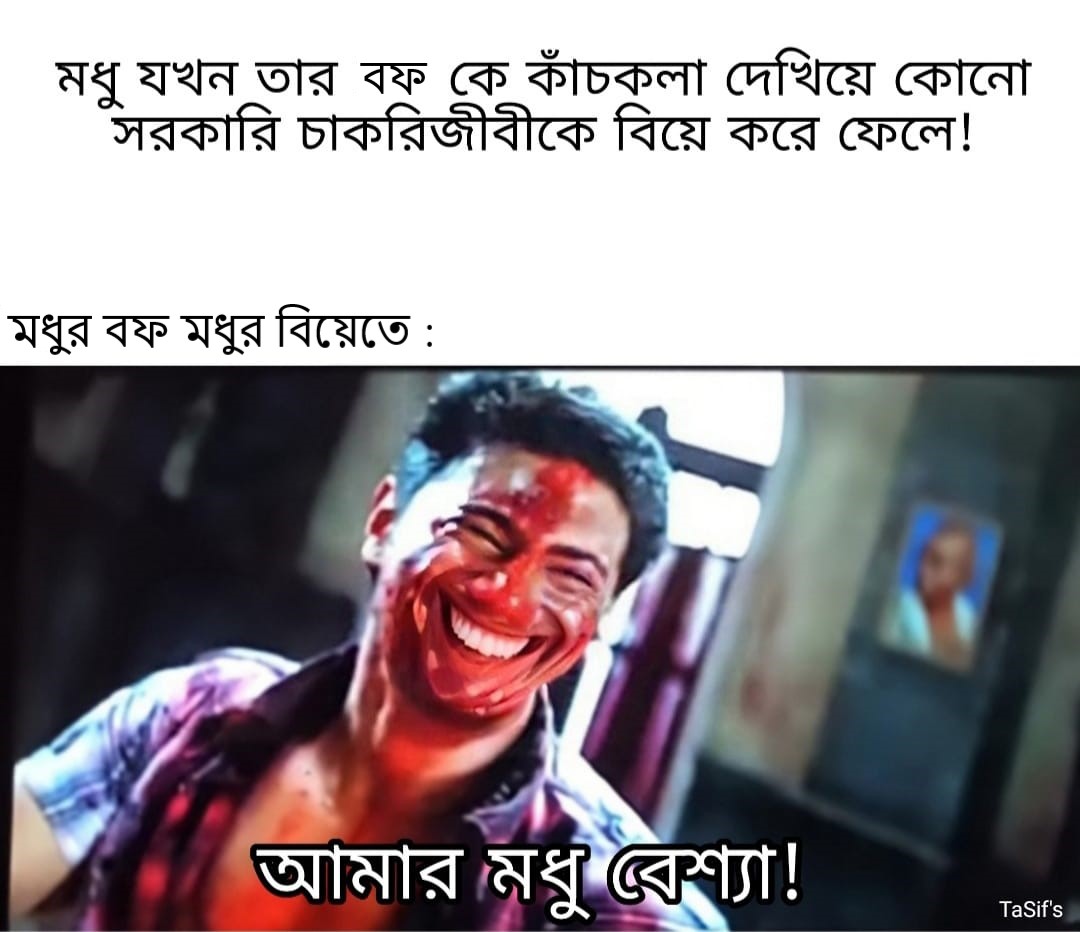 মধু যখন তার বফ কে কাঁচকলা দেখিয়ে কোনো
সরকারি চাকরিজীবীকে বিয়ে করে ফেলে!
মধুর বফ মধুর বিয়েতে :
আমার মধু বেশ্যা!
TaSif's